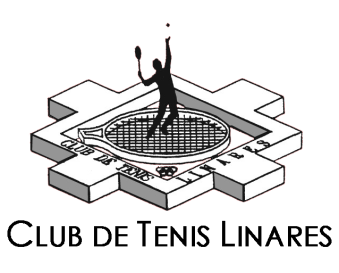 CLUB DE TENIS
LINARES
CLUB DE TENIS LINARES